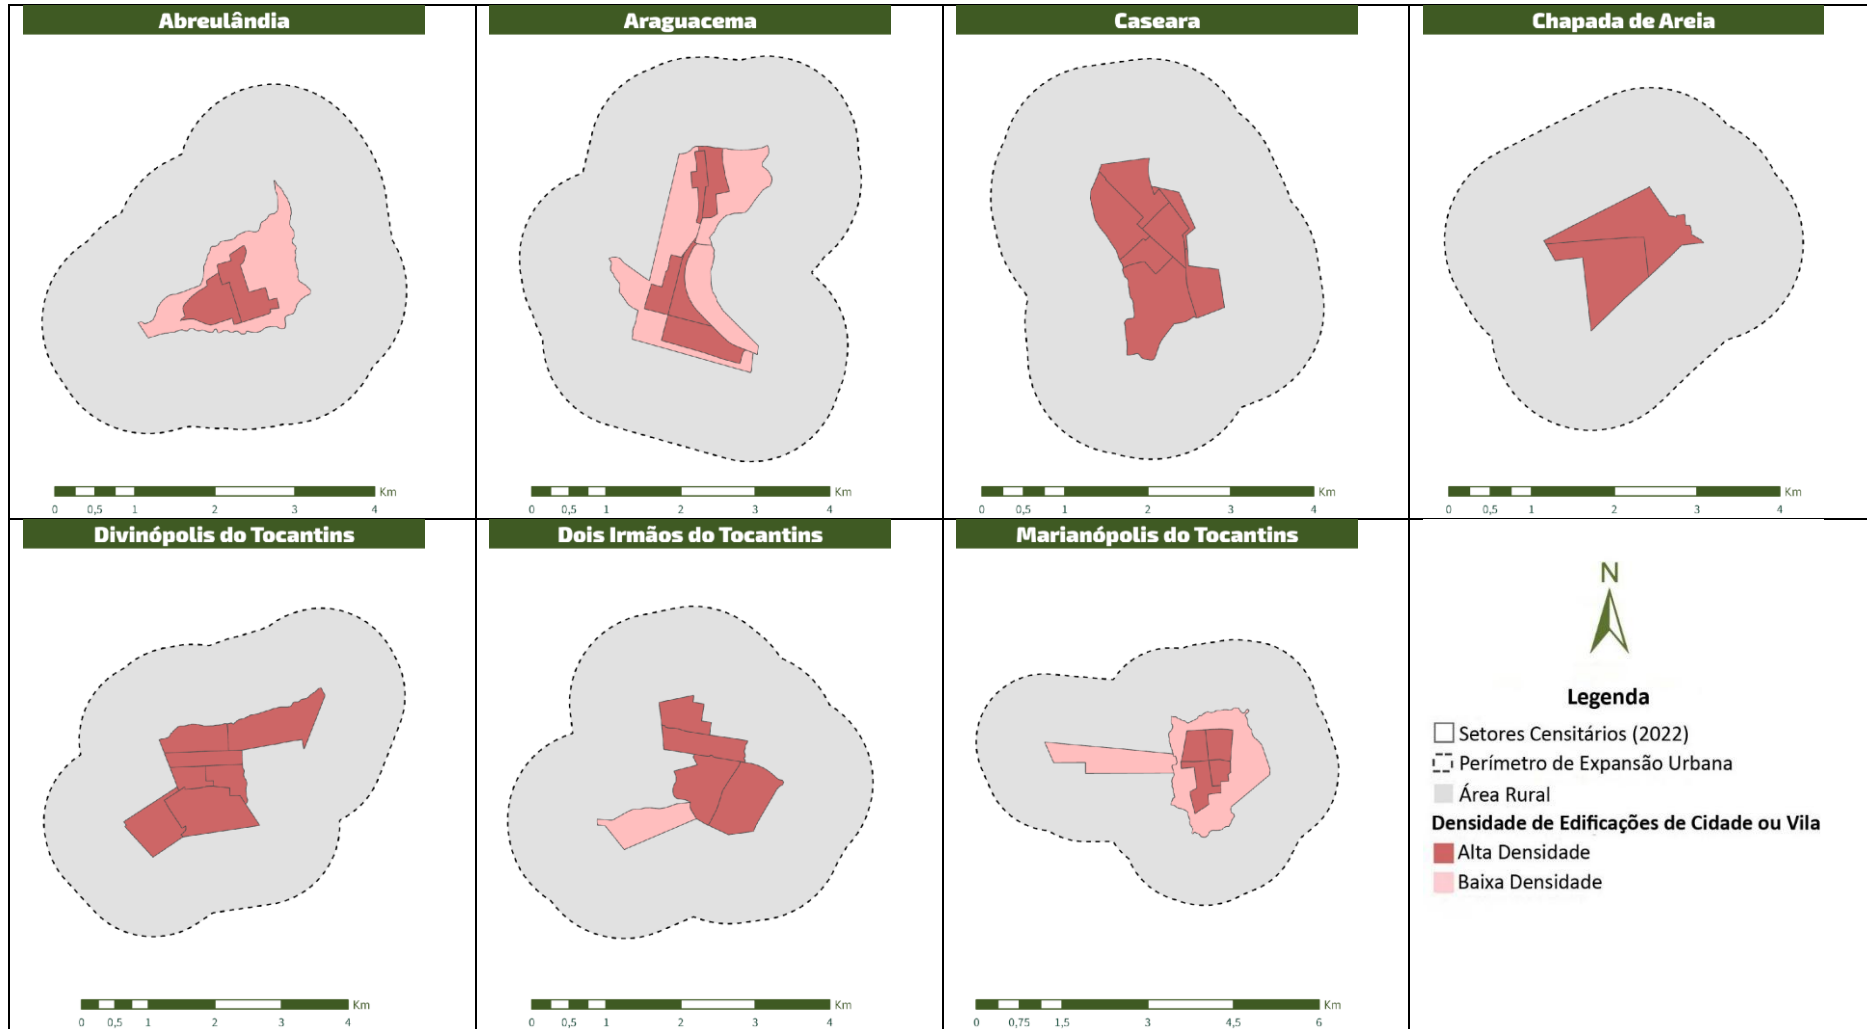 Abreulândia
Km
0 0,5 1 2 3 4
Araguacema
Km
0 0,5 1 2 3 4
Caseara
Km
0 0,5 1 2 3 4
Chapada de Areia
Km
0 0,5 1 2 3 4
Divinópolis do Tocantins
Km
0 0,5 1 2 3 4
Dois Irmãos do Tocantins
Km
0 0,5 1 2 3 4
Marianópolis do Tocantins
Km
0 0,75 1,5 3 4,5 6
N
Legenda
Setores Censitários (2022)
Perímetro de Expansão Urbana
Área Rural
Densidade de Edificações de Cidade ou Vila
Alta Densidade
Baixa Densidade